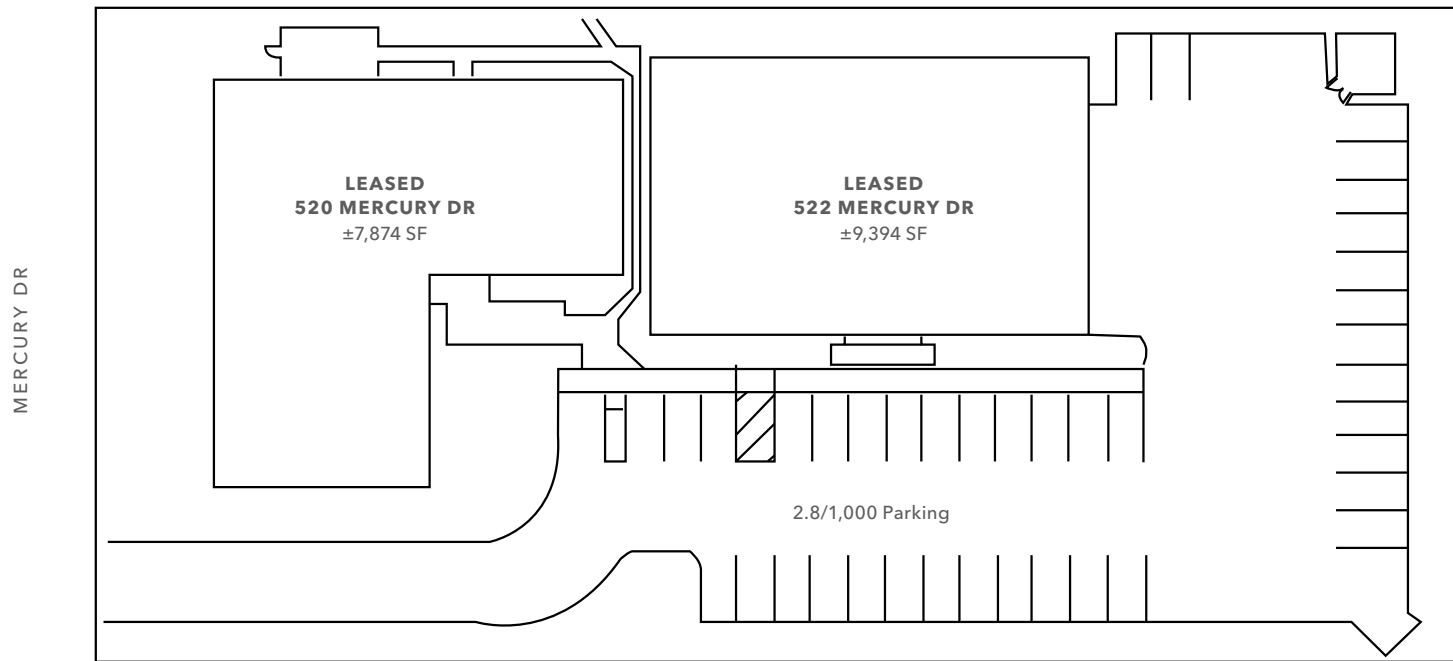 MERCURY DR
LEASED
520 MERCURY DR
±7,874 SF
LEASED
522 MERCURY DR
±9,394 SF
2.8/1,000 Parking